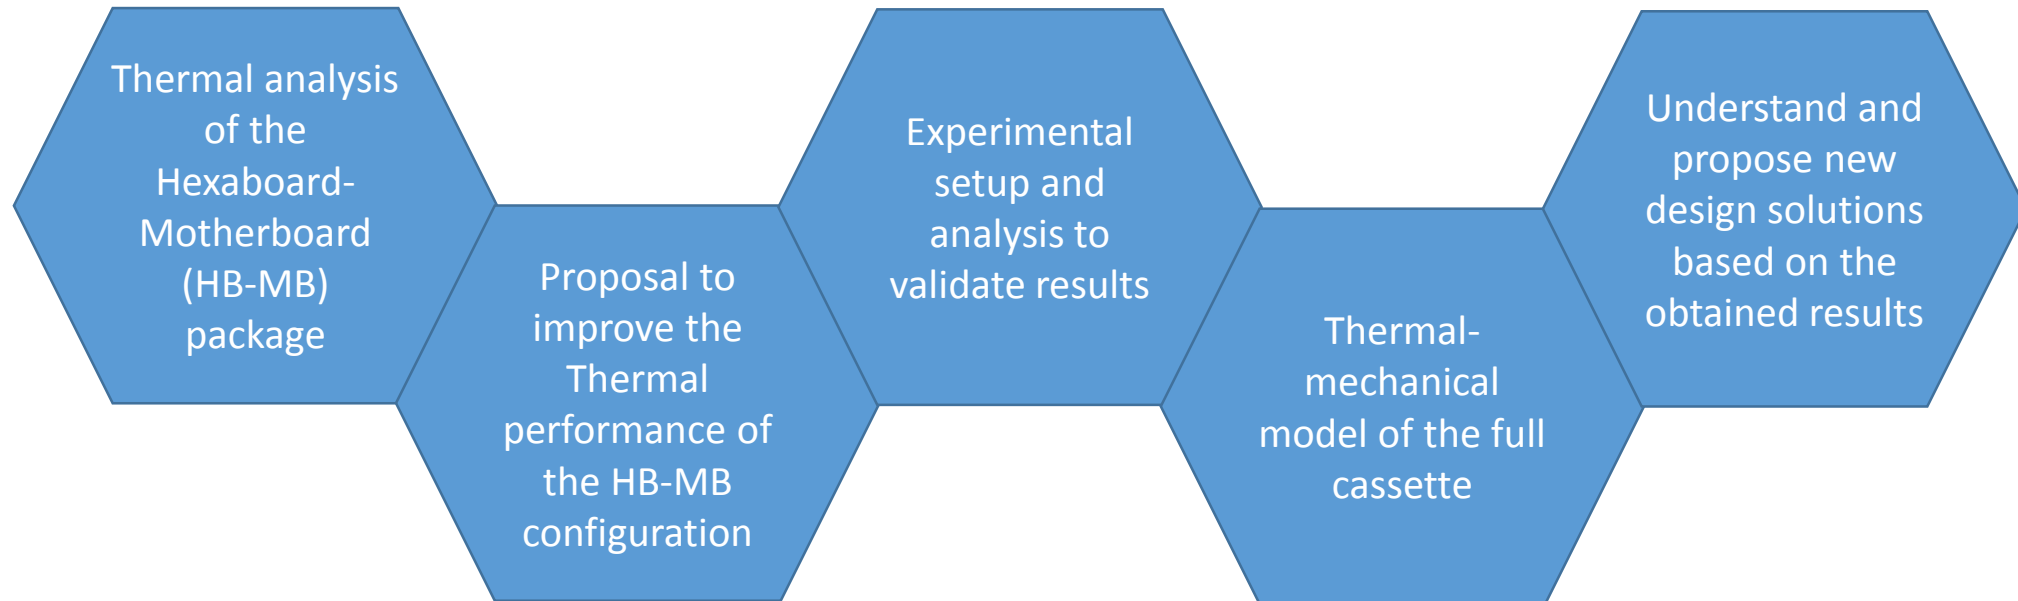 Thermal analysis
of the
Hexaboard-
Motherboard
(HB-MB)
package
Proposal to
improve the
Thermal
performance of
the HB-MB
configuration
Experimental
setup and
analysis to
validate results
Thermal-
mechanical
model of the full
cassette
Understand and
propose new
design solutions
based on the
obtained results